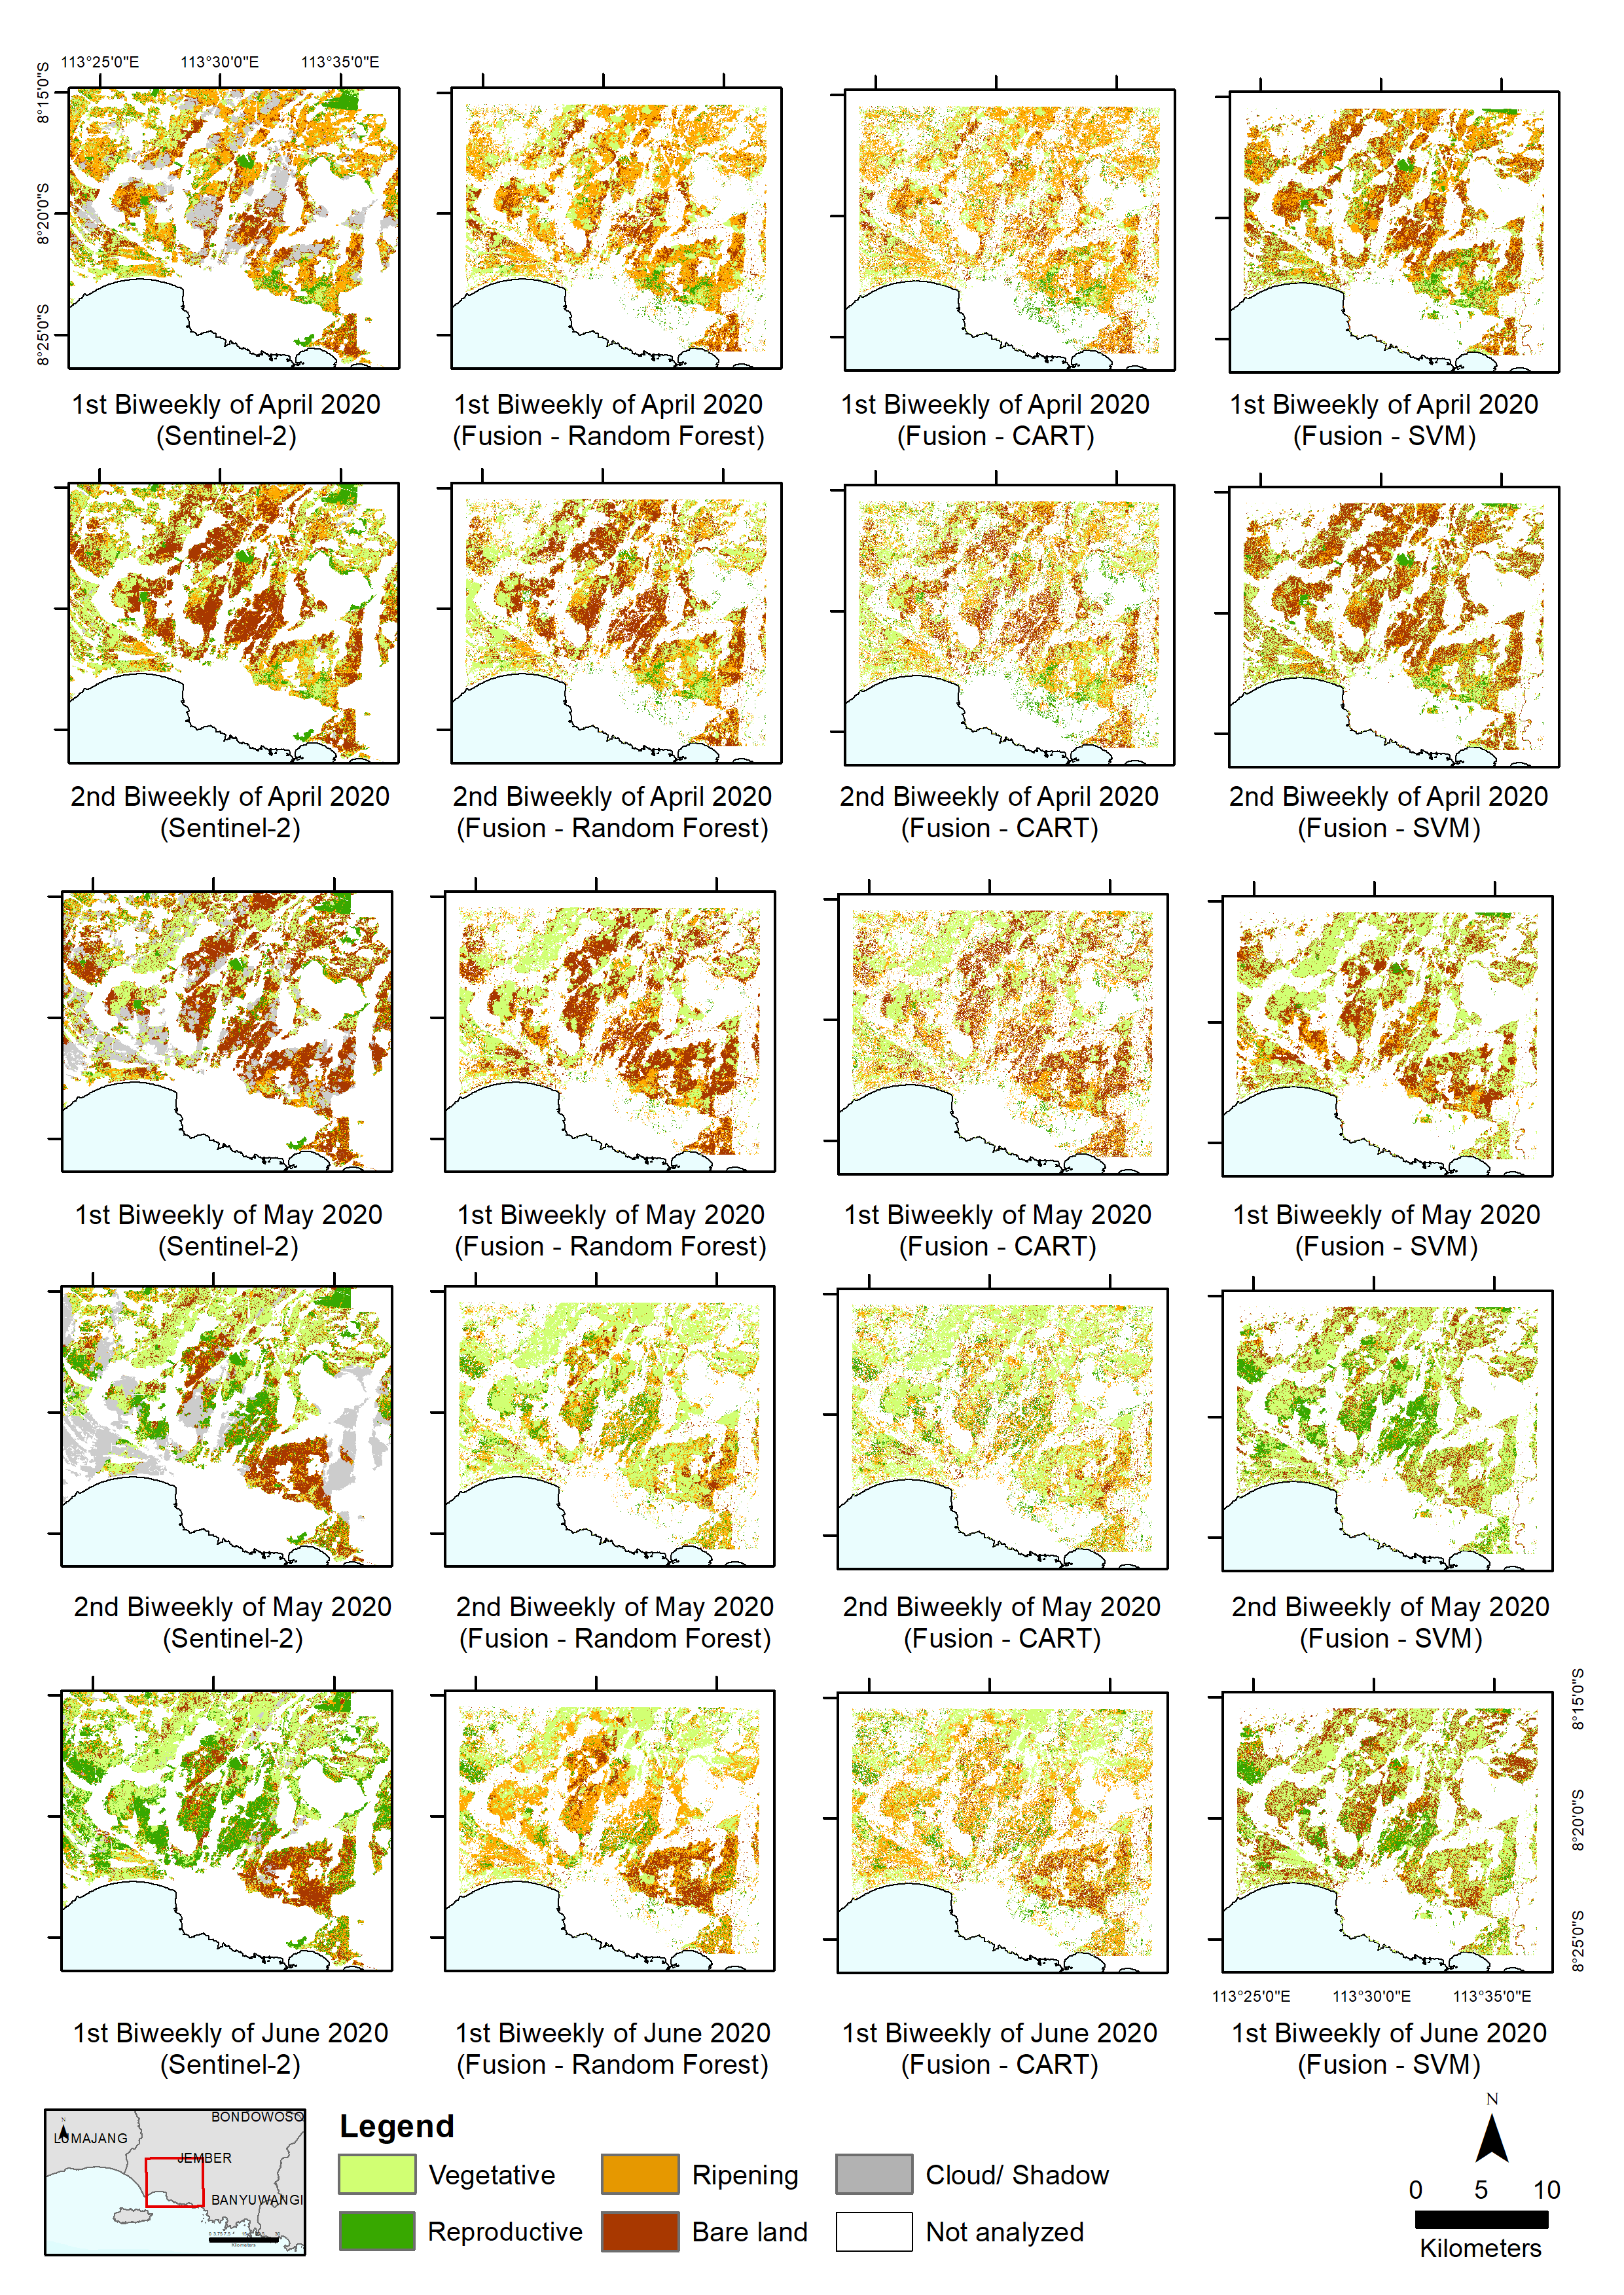 113°25'0"E 113°30'0"E 113°35'0"E
8°15'0"S
8°20'0"S
8°25'0"S
1st Biweekly of April 2020
(Sentinel-2)
1st Biweekly of April 2020
(Fusion - Random Forest)
1st Biweekly of April 2020
(Fusion - CART)
1st Biweekly of April 2020
(Fusion - SVM)
2nd Biweekly of April 2020
(Sentinel-2)
2nd Biweekly of April 2020
(Fusion - Random Forest)
2nd Biweekly of April 2020
(Fusion - CART)
2nd Biweekly of April 2020
(Fusion - SVM)
1st Biweekly of May 2020
(Sentinel-2)
1st Biweekly of May 2020
(Fusion - Random Forest)
1st Biweekly of May 2020
(Fusion - CART)
1st Biweekly of May 2020
(Fusion - SVM)
2nd Biweekly of May 2020
(Sentinel-2)
2nd Biweekly of May 2020
(Fusion - Random Forest)
2nd Biweekly of May 2020
(Fusion - CART)
2nd Biweekly of May 2020
(Fusion - SVM)
8°15'0"S
8°20'0"S
8°25'0"S
113°25'0"E 113°30'0"E 113°35'0"E
1st Biweekly of June 2020
(Sentinel-2)
1st Biweekly of June 2020
(Fusion - Random Forest)
1st Biweekly of June 2020
(Fusion - CART)
1st Biweekly of June 2020
(Fusion - SVM)
N
BONDOWOSO
LUMAJANG
JEMBER
BANYUWANGI
Kilometers
Legend
Vegetative
Ripening
Cloud/ Shadow
Reproductive
Bare land
Not analyzed
N
0 5 10
Kilometers